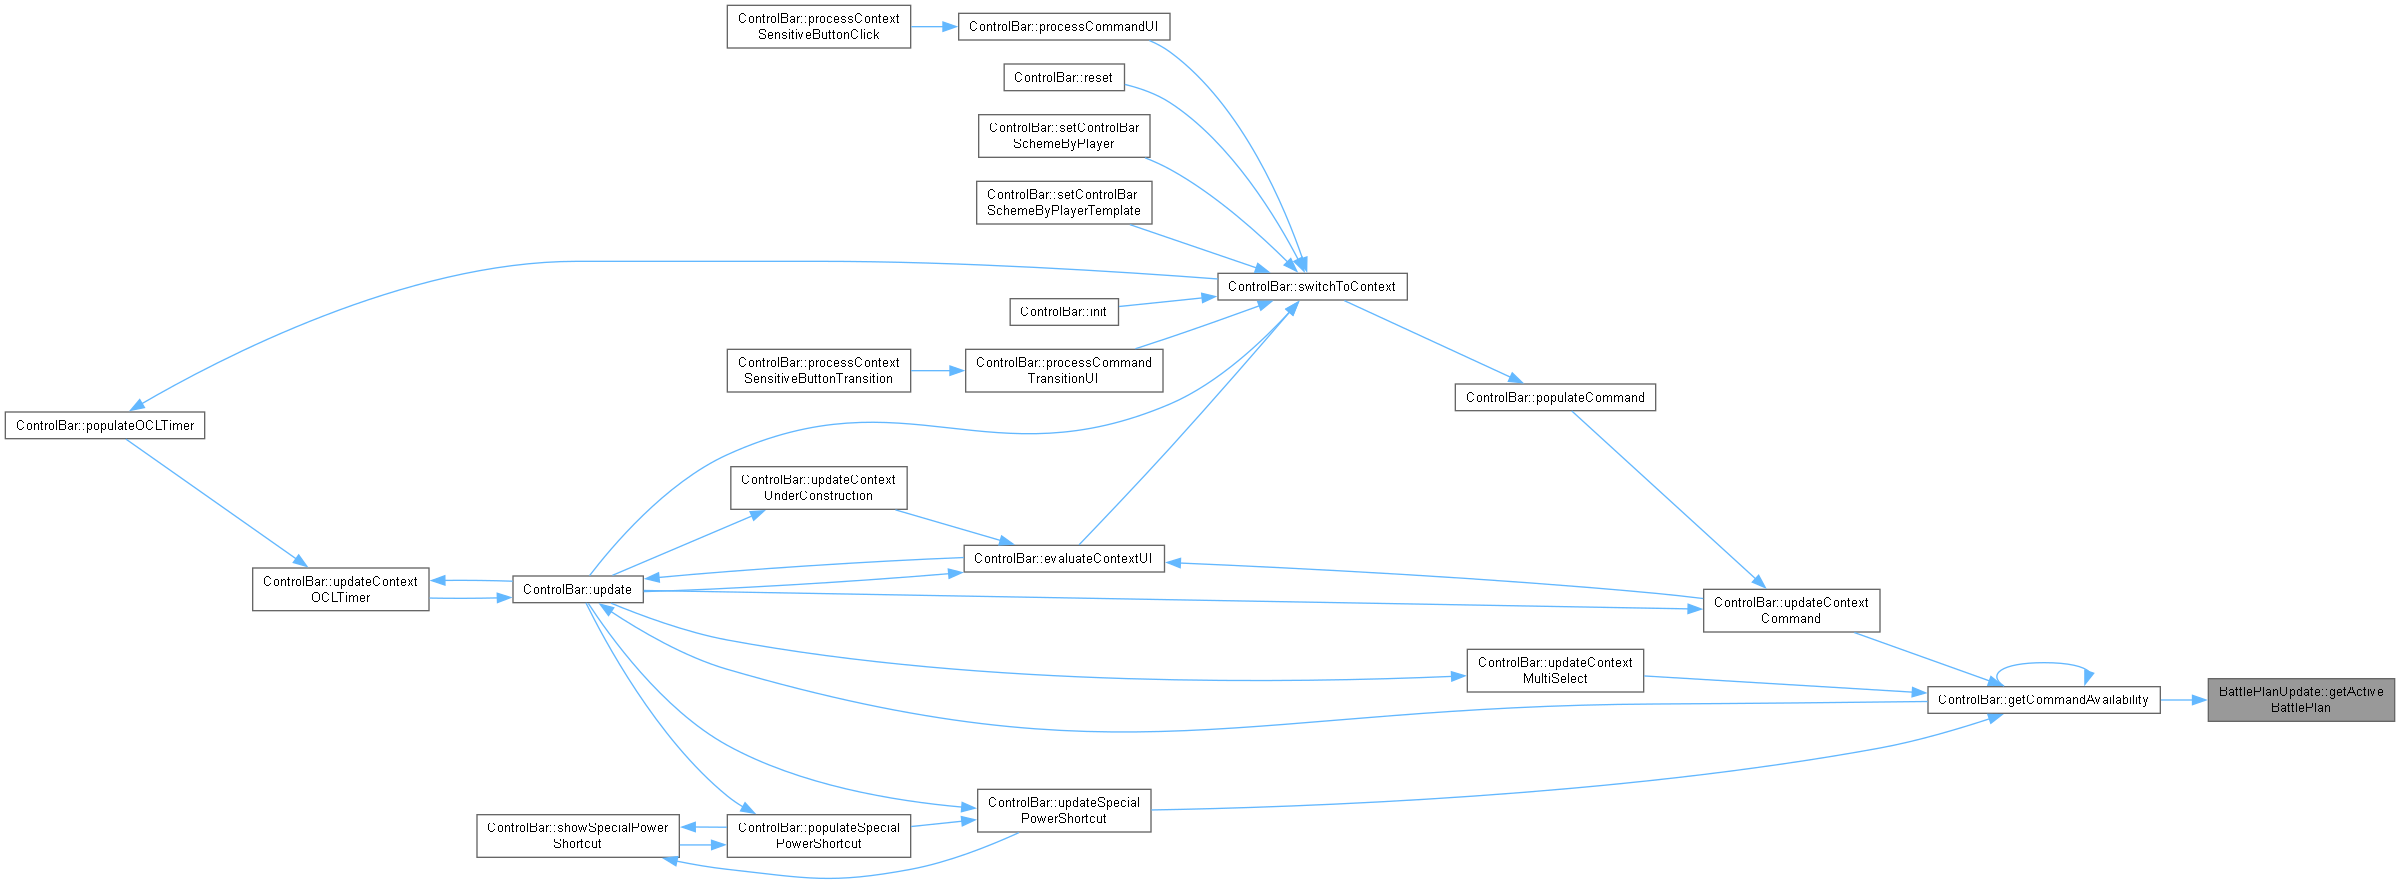 ControlBar::processContext
SensitiveButtonClick
ControlBar::processCommandUI
ControlBar::reset
ControlBar::setControlBar
SchemeByPlayer
ControlBar::setControlBar
SchemeByPlayerTemplate
ControlBar::switchToContext
ControlBar::init
ControlBar::processContext
SensitiveButtonTransition
ControlBar::processCommand
TransitionUI
ControlBar::populateCommand
ControlBar::populateOCLTimer
ControlBar::updateContext
UnderConstruction
ControlBar::evaluateContextUI
ControlBar::updateContext
OCLTimer
ControlBar::update
ControlBar::updateContext
Command
ControlBar::updateContext
MultiSelect
ControlBar::getCommandAvailability
BattlePlanUpdate::getActive
BattlePlan
ControlBar::updateSpecial
PowerShortcut
ControlBar::showSpecialPower
Shortcut
ControlBar::populateSpecial
PowerShortcut